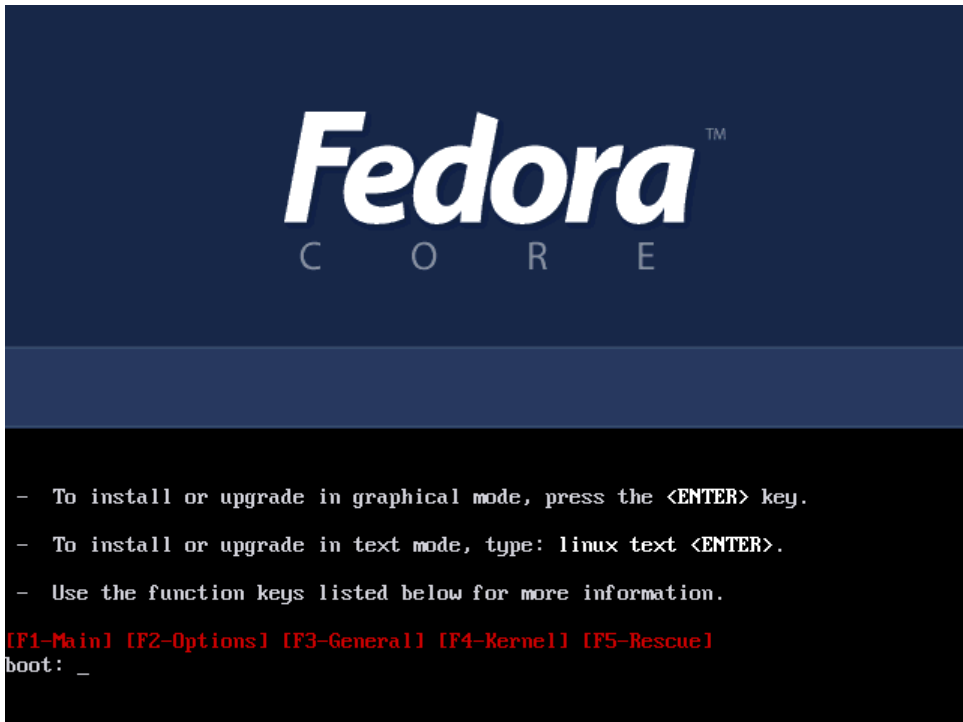 Fedora™
CORE
- To install or upgrade in graphical mode, press the <ENTER> key.
- To install or upgrade in text mode, type: linux text <ENTER>.
- Use the function keys listed below for more information.
[F1-Main] [F2-Options] [F3-General] [F4-Kernel] [F5-Rescue]
boot: _